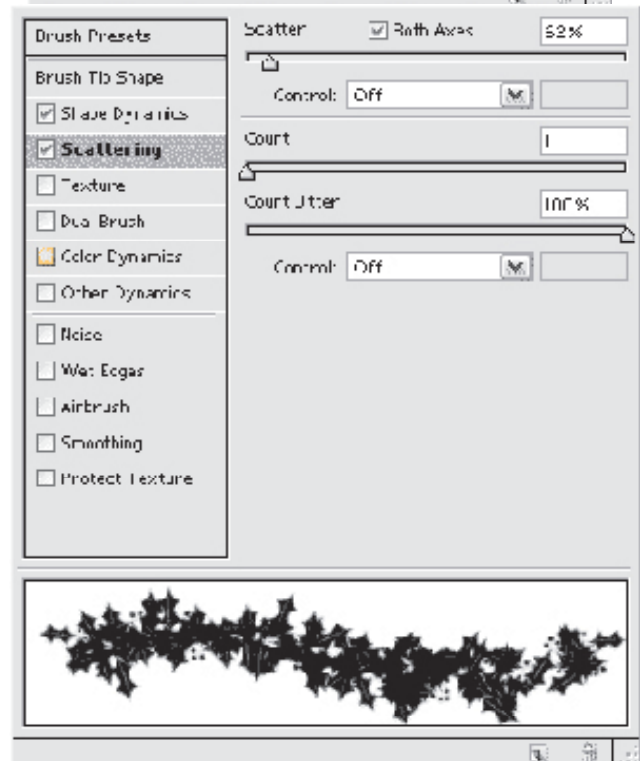 Brush Presets
Brush Tip Shape
Shape Dynamics
Scattering
Texture
Dual Brush
Color Dynamics
Other Dynamics
Noise
Wet Edges
Airbrush
Smoothing
Protect Texture
Scatter
Both Axes
Control: Off
Count
1
Count Jitter
100%
Control: Off